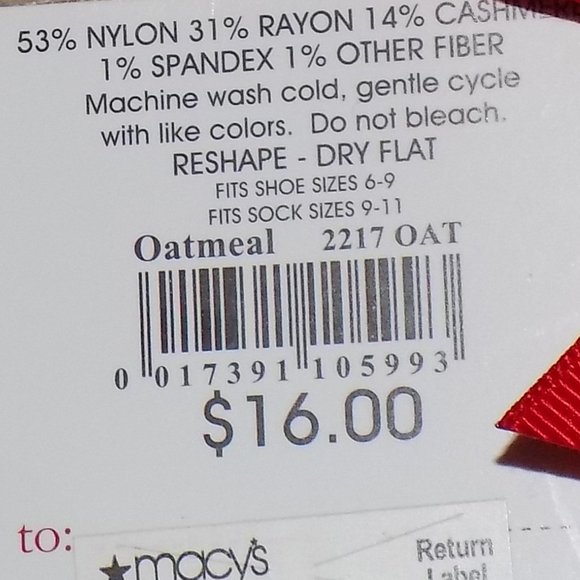 53% NYLON 31% RAYON 14% CASHMERE
1% SPANDEX 1% OTHER FIBER
Machine wash cold, gentle cycle
with like colors. Do not bleach.
RESHAPE - DRY FLAT
FITS SHOE SIZES 6-9
FITS SOCK SIZES 9-11
Oatmeal 2217 OAT
0 017391 105993
$16.00
to:
macy's Return
Label